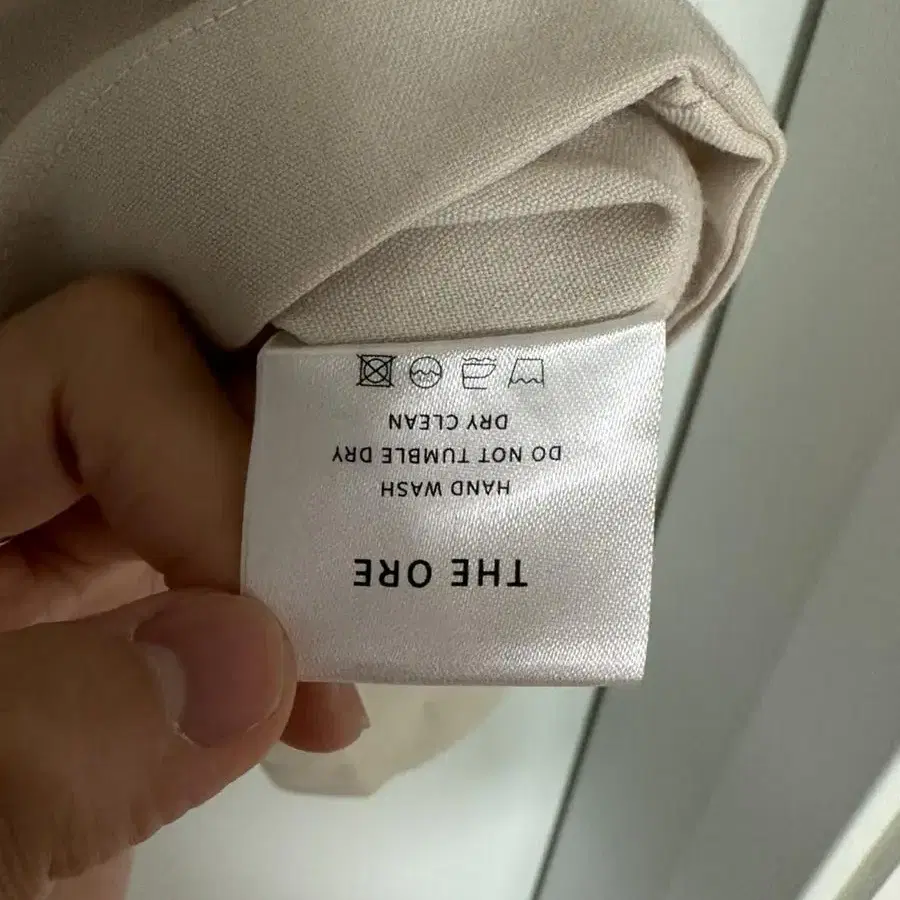 THE ORE
HAND WASH
DO NOT TUMBLE DRY
DRY CLEAN